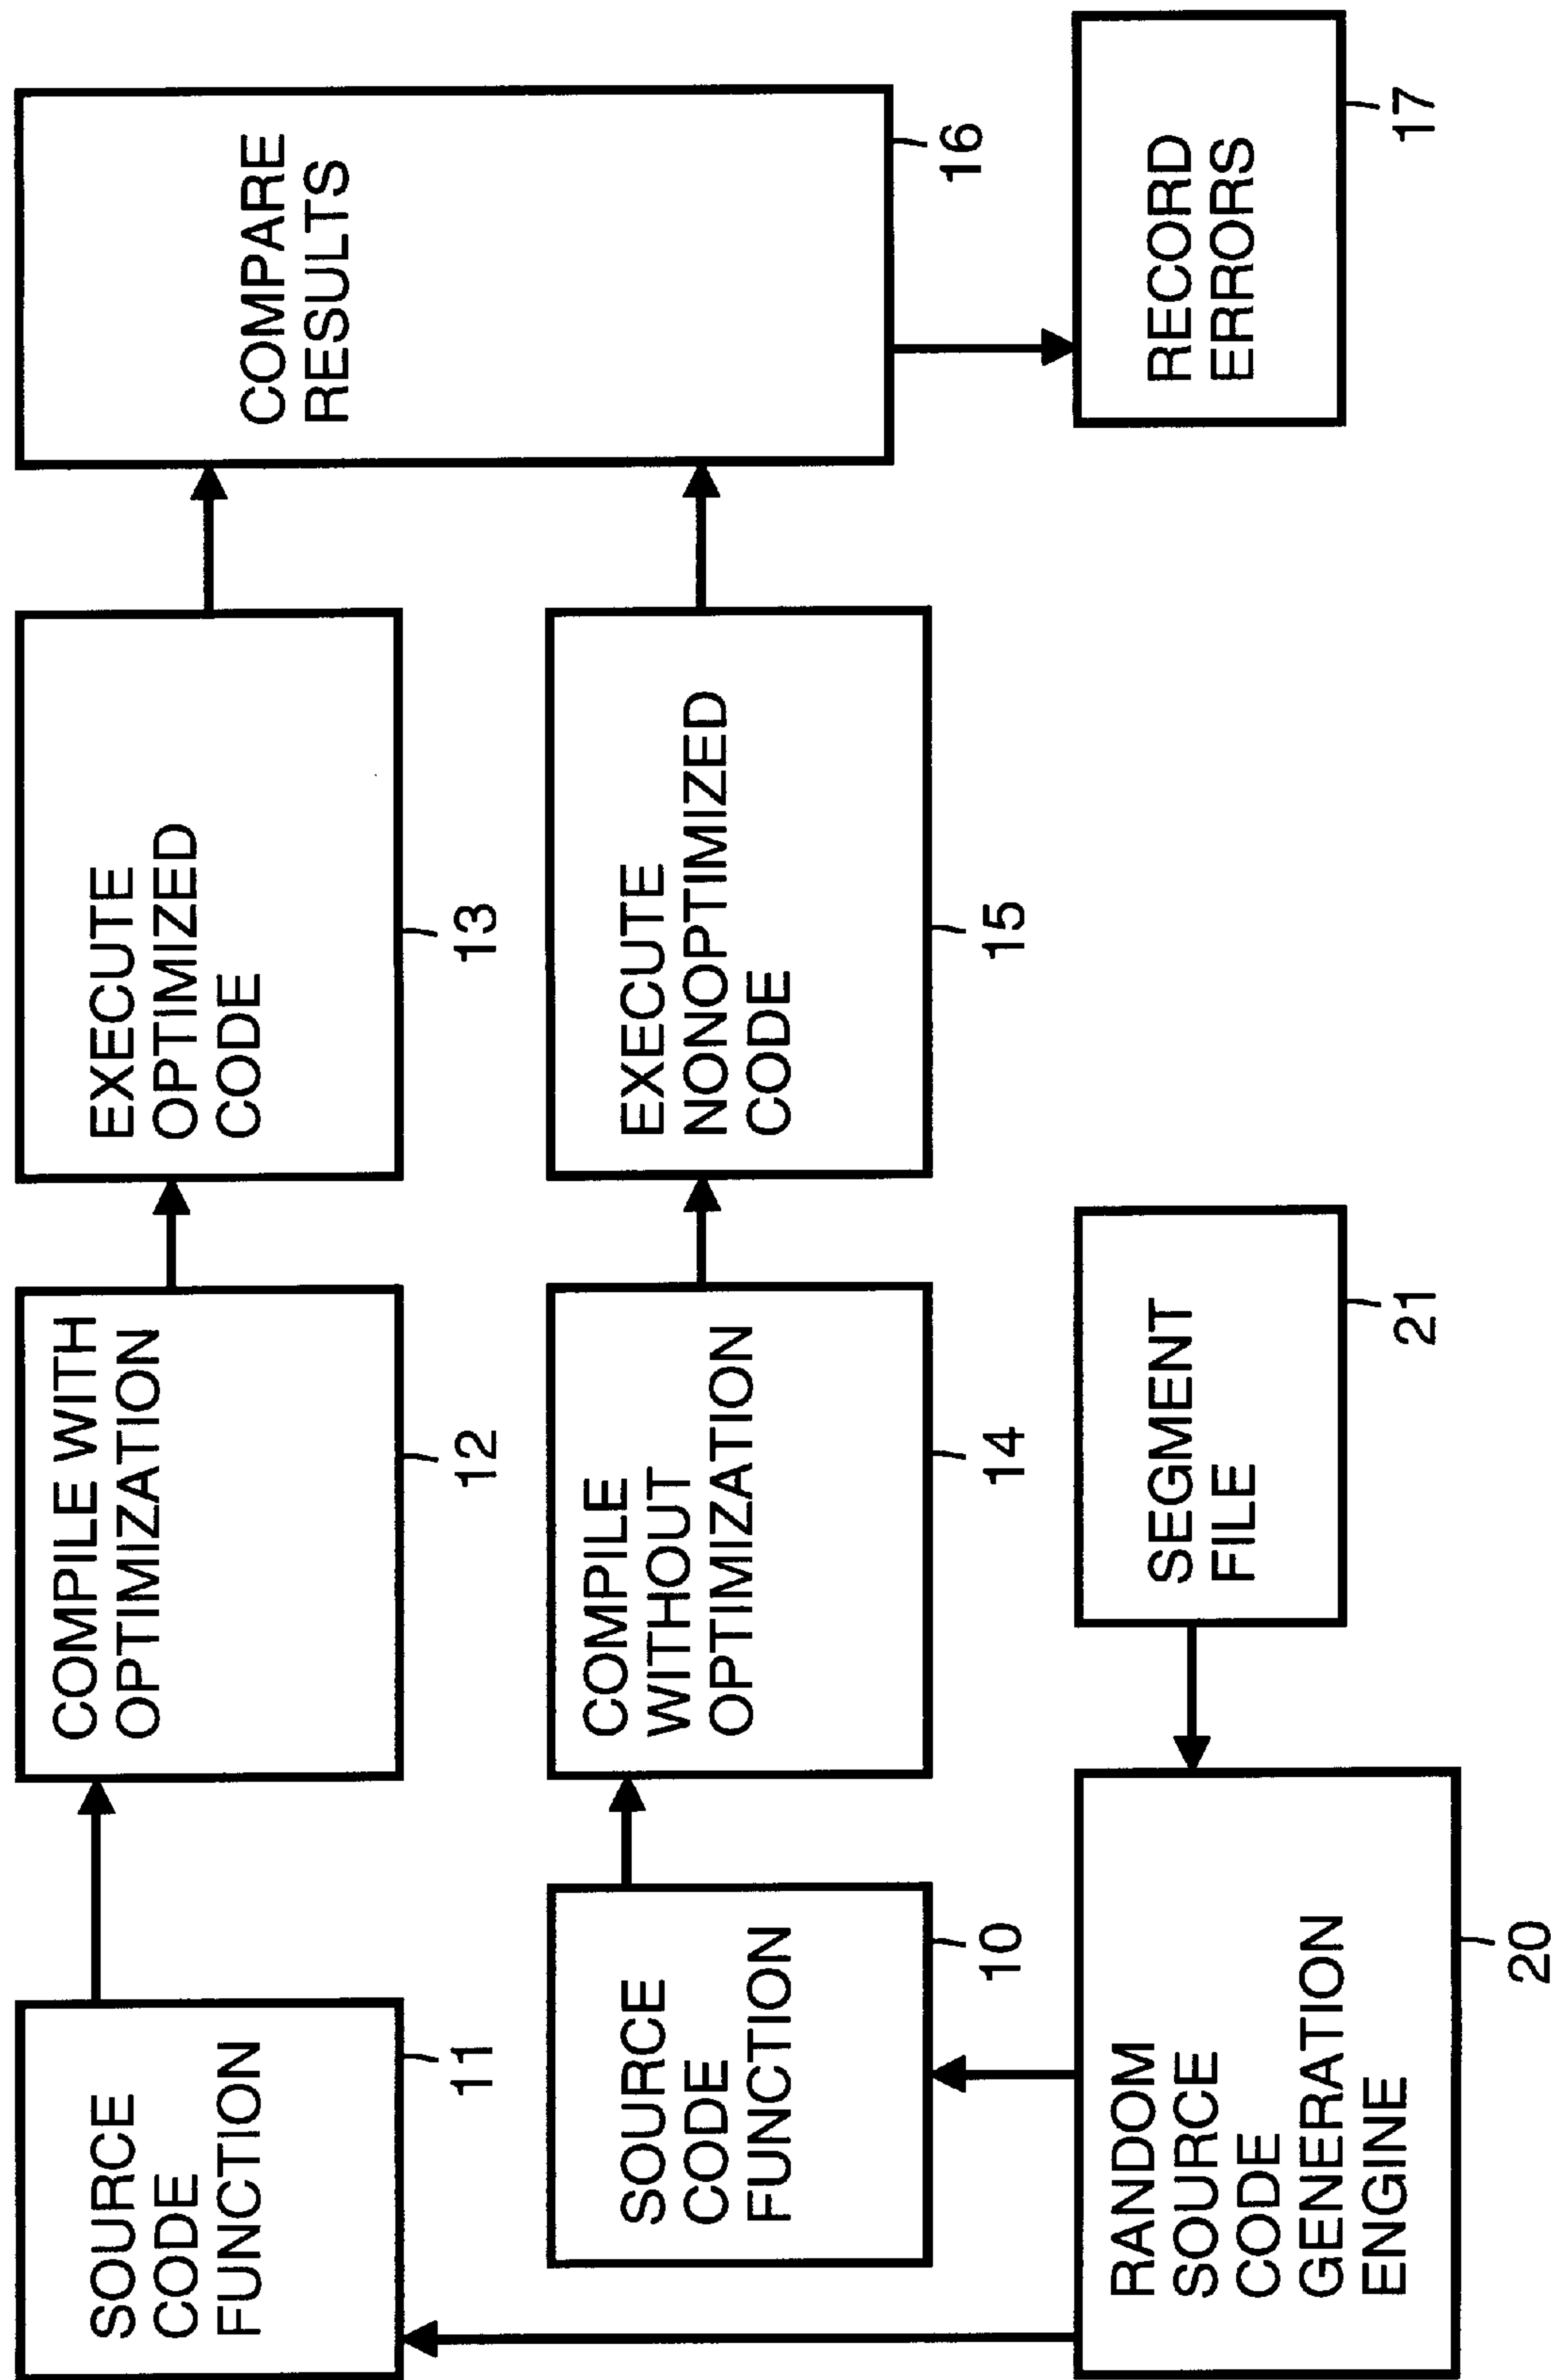 SOURCE
CODE
FUNCTION
11
COMPILE WITH
OPTIMIZATION
12
EXECUTE
OPTIMIZED
CODE
13
COMPARE
RESULTS
16
SOURCE
CODE
FUNCTION
10
COMPILE
WITHOUT
OPTIMIZATION
14
EXECUTE
NONOPTIMIZED
CODE
15
RANDOM
SOURCE
CODE
GENERATION
ENGINE
20
SEGMENT
FILE
21
RECORD
ERRORS
17